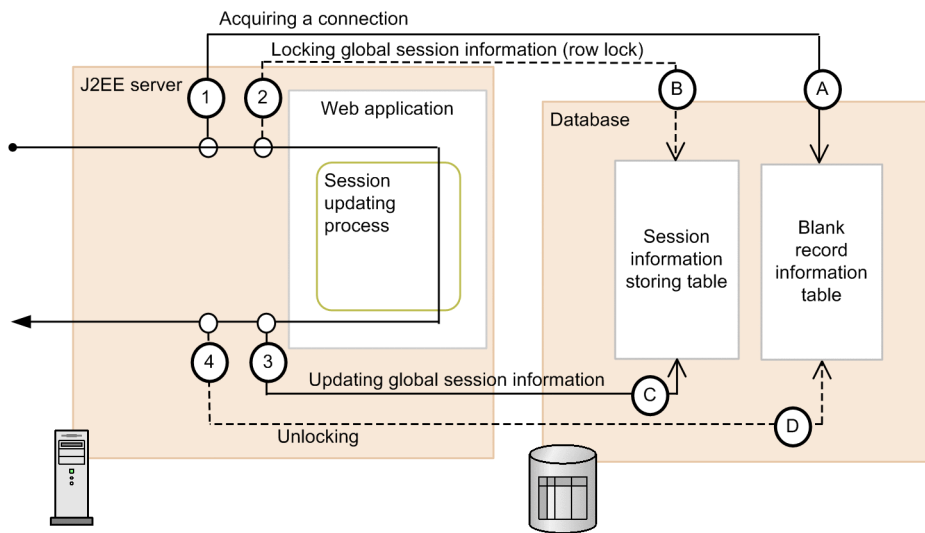 Acquiring a connection
Locking global session information (row lock)
J2EE server
1
2
B
A
Web application
Database
Session
updating
process
Session
information
storing table
Blank
record
information
table
4
3
Updating global session information
C
Unlocking
D